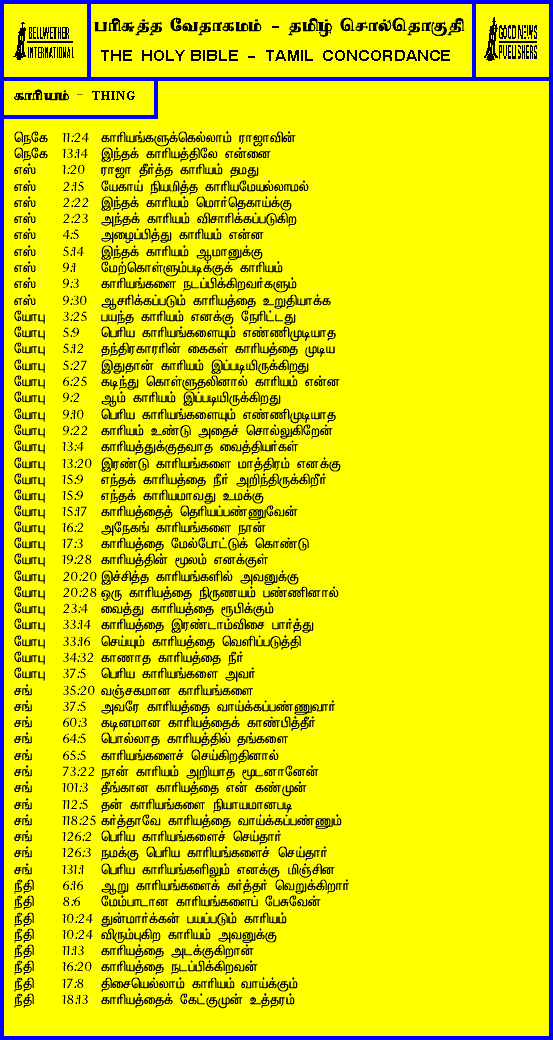 BELLWETHER INTERNATIONAL
பரிசுத்த வேதாகமம் - தமிழ் சொல்தொகுதி
THE HOLY BIBLE - TAMIL CONCORDANCE
GOOD NEWS PUBLISHERS
காரியம் - THING
நெகே 11:24 காரியங்களுக்கெல்லாம் ராஜாவின்
நெகே 13:14 இந்தக் காரியத்திலே என்னை
எஸ் 1:20 ராஜா தீர்த்த காரியம் தமது
எஸ் 2:15 யேகாய் நியமித்த காரியமேயல்லாமல்
எஸ் 2:22 இந்தக் காரியம் மொர்தெகாய்க்கு
எஸ் 2:23 அந்தக் காரியம் விசாரிக்கப்படுகிற
எஸ் 4:5 அழைப்பித்து காரியம் என்ன
எஸ் 5:14 இந்தக் காரியம் ஆமானுக்கு
எஸ் 9:1 மேற்கொள்ளும்படிக்குக் காரியம்
எஸ் 9:3 காரியங்களை நடப்பிக்கிறவர்களும்
எஸ் 9:30 ஆசரிக்கப்படும் காரியத்தை உறுதியாக்க
யோபு 3:25 பயந்த காரியம் எனக்கு நேரிட்டது
யோபு 5:9 பெரிய காரியங்களையும் எண்ணிமுடியாத
யோபு 5:12 தந்திரகாரரின் கைகள் காரியத்தை முடிய
யோபு 5:27 இதுதான் காரியம் இப்படியிருக்கிறது
யோபு 6:25 கடிந்து கொள்ளுதலினால் காரியம் என்ன
யோபு 9:2 ஆம் காரியம் இப்படியிருக்கிறது
யோபு 9:10 பெரிய காரியங்களையும் எண்ணிமுடியாத
யோபு 9:22 காரியம் உண்டு அதைச் சொல்லுகிறேன்
யோபு 13:4 காரியத்துக்குதவாத வைத்தியர்கள்
யோபு 13:20 இரண்டு காரியங்களை மாத்திரம் எனக்கு
யோபு 15:9 எந்தக் காரியத்தை நீர் அறிந்திருக்கிறீர்
யோபு 15:9 எந்தக் காரியமாவது உமக்கு
யோபு 15:17 காரியத்தைத் தெரியப்பண்ணுவேன்
யோபு 16:2 அநேகங் காரியங்களை நான்
யோபு 17:3 காரியத்தை மேல்போட்டுக் கொண்டு
யோபு 19:28 காரியத்தின் மூலம் எனக்குள்
யோபு 20:20 இச்சித்த காரியங்களில் அவனுக்கு
யோபு 20:28 ஒரு காரியத்தை நிருணயம் பண்ணினால்
யோபு 23:4 வைத்து காரியத்தை ரூபிக்கும்
யோபு 33:14 காரியத்தை இரண்டாம்விசை பார்த்து
யோபு 33:16 செய்யும் காரியத்தை வெளிப்படுத்தி
யோபு 34:32 காணாத காரியத்தை நீர்
யோபு 37:5 பெரிய காரியங்களை அவர்
சங் 35:20 வஞ்சகமான காரியங்களை
சங் 37:5 அவரே காரியத்தை வாய்க்கப்பண்ணுவார்
சங் 60:3 கடினமான காரியத்தைக் காண்பித்தீர்
சங் 64:5 பொல்லாத காரியத்தில் தங்களை
சங் 65:5 காரியங்களைச் செய்கிறதினால்
சங் 73:22 நான் காரியம் அறியாத மூடனானேன்
சங் 101:3 தீங்கான காரியத்தை என் கண்முன்
சங் 112:5 தன் காரியங்களை நியாயமானபடி
சங் 118:25 கர்த்தாவே காரியத்தை வாய்க்கப்பண்ணும்
சங் 126:2 பெரிய காரியங்களைச் செய்தார்
சங் 126:3 நமக்கு பெரிய காரியங்களைச் செய்தார்
சங் 131:1 பெரிய காரியங்களிலும் எனக்கு மிஞ்சின
நீதி 6:16 ஆறு காரியங்களைக் கர்த்தர் வெறுக்கிறார்
நீதி 8:6 மேம்பாடான காரியங்களைப் பேசுவேன்
நீதி 10:24 துன்மார்க்கன் பயப்படும் காரியம்
நீதி 10:24 விரும்புகிற காரியம் அவனுக்கு
நீதி 11:13 காரியத்தை அடக்குகிறான்
நீதி 16:20 காரியத்தை நடப்பிக்கிறவன்
நீதி 17:8 திசையெல்லாம் காரியம் வாய்க்கும்
நீதி 18:13 காரியத்தைக் கேட்குமுன் உத்தரம்